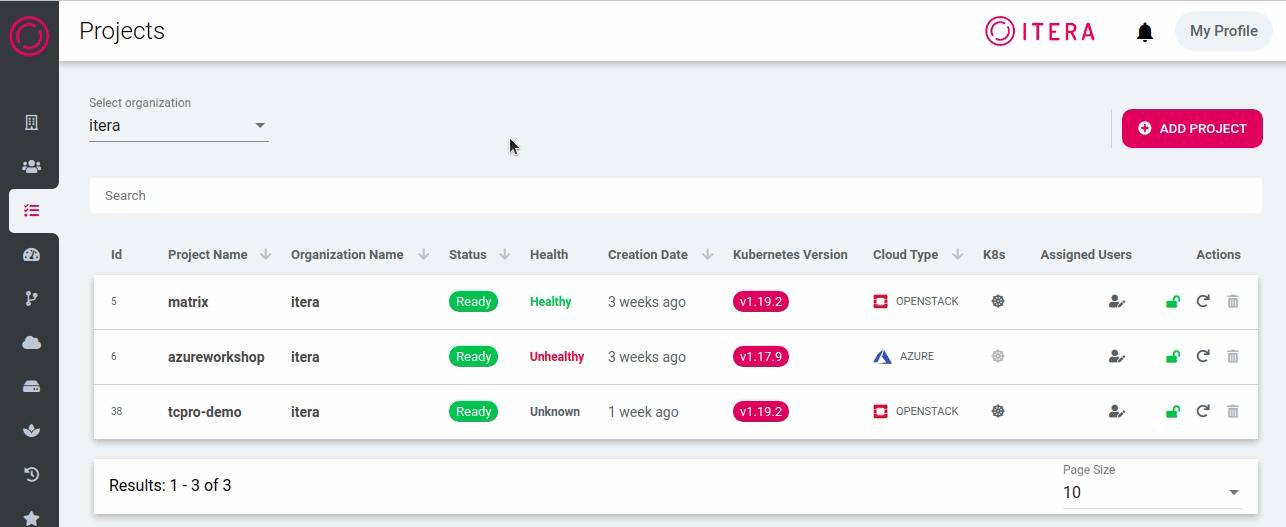 Projects
ITERA
My Profile
Select organization
itera
ADD PROJECT
Search
Id Project Name Organization Name Status Health Creation Date Kubernetes Version Cloud Type K8s Assigned Users Actions
5 matrix itera Ready Healthy 3 weeks ago v1.19.2 OPENSTACK
6 azureworkshop itera Ready Unhealthy 3 weeks ago v1.17.9 AZURE
38 tcpro-demo itera Ready Unknown 1 week ago v1.19.2 OPENSTACK
Results: 1 - 3 of 3
Page Size
10